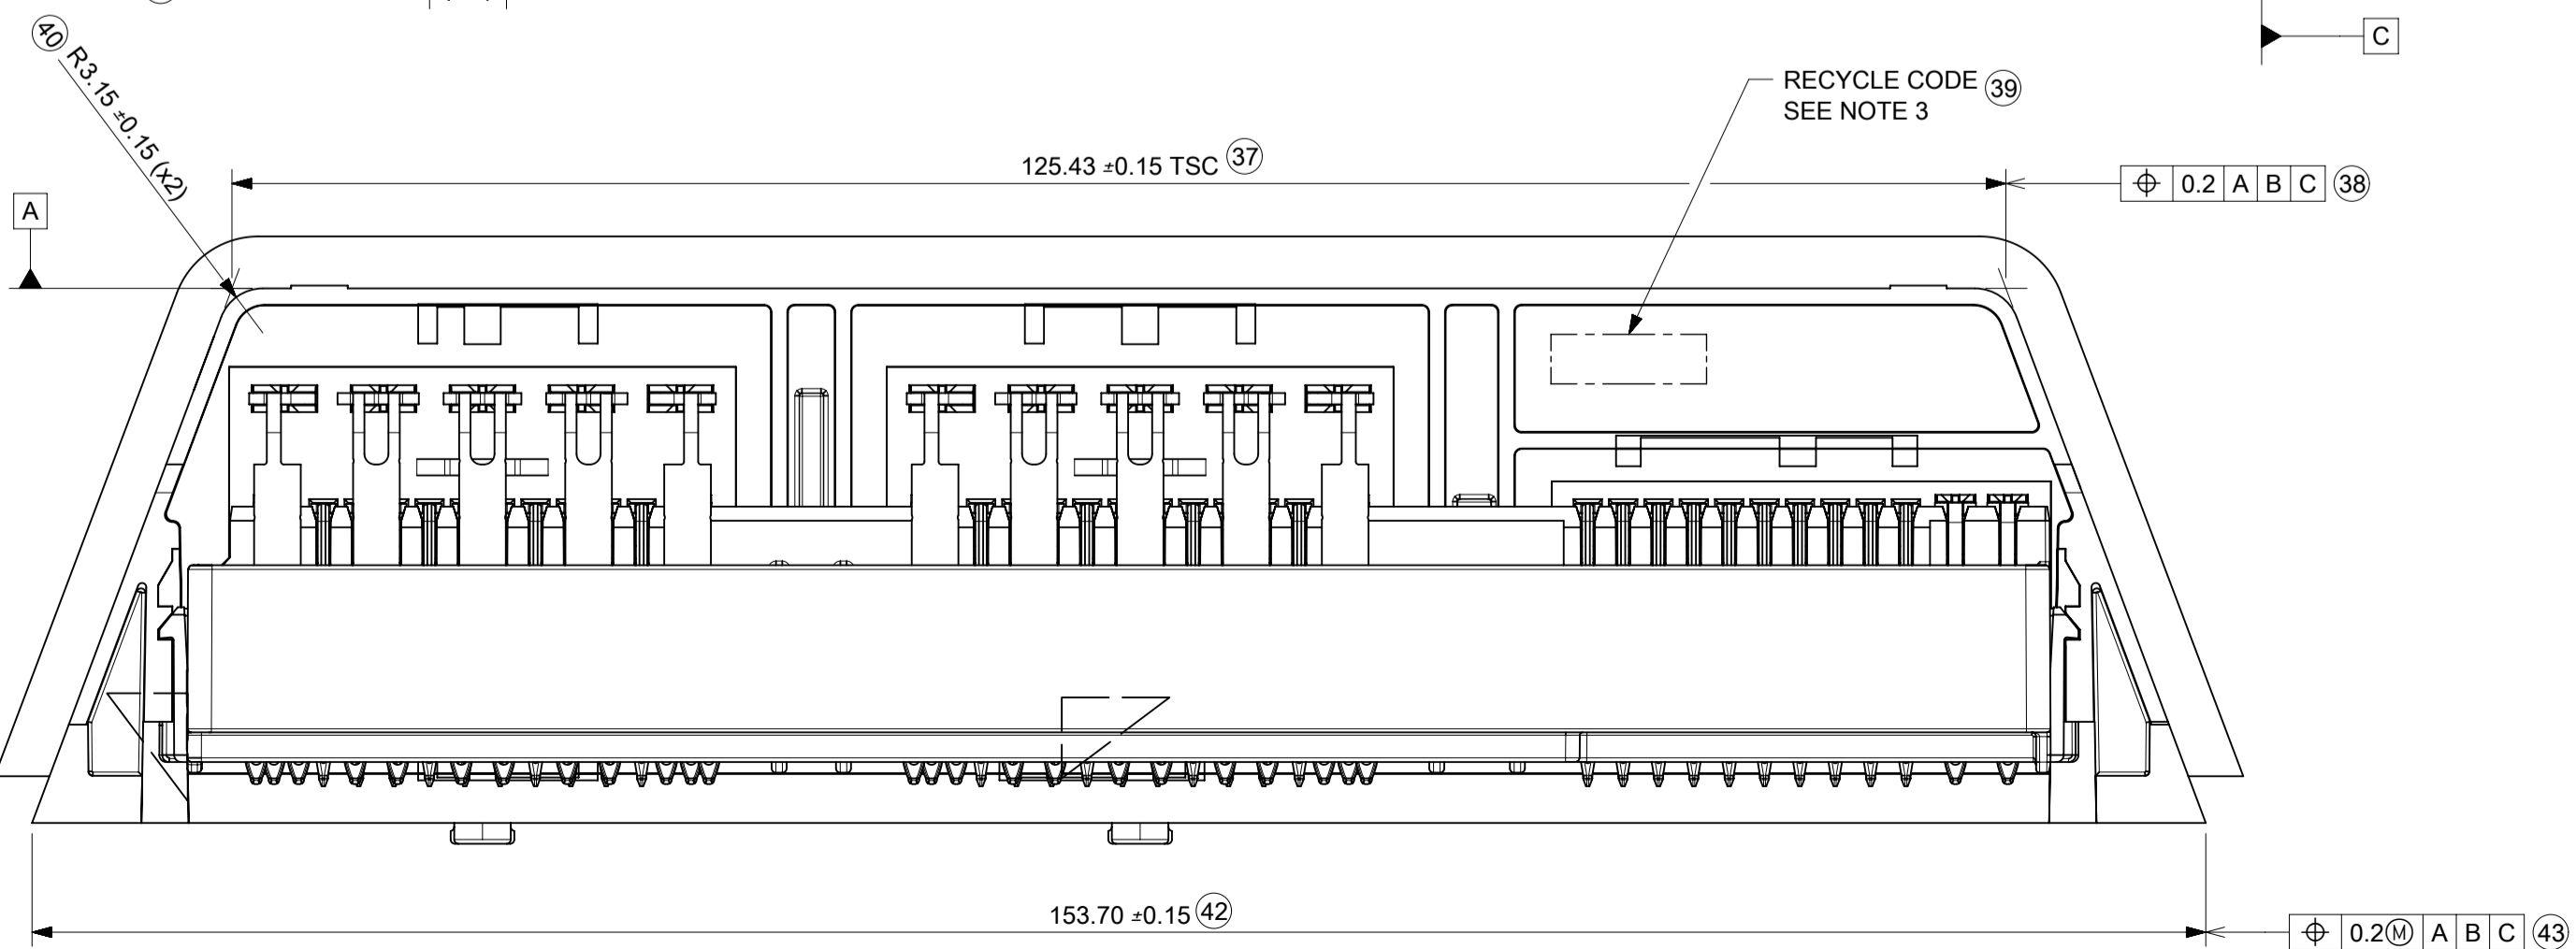 C
40 R3.15 ±0.15 (x2)
RECYCLE CODE 39
SEE NOTE 3
125.43 ±0.15 TSC 37
⌖ 0.2 A B C 38
A
153.70 ±0.15 42
⌖ 0.2Ⓜ A B C 43